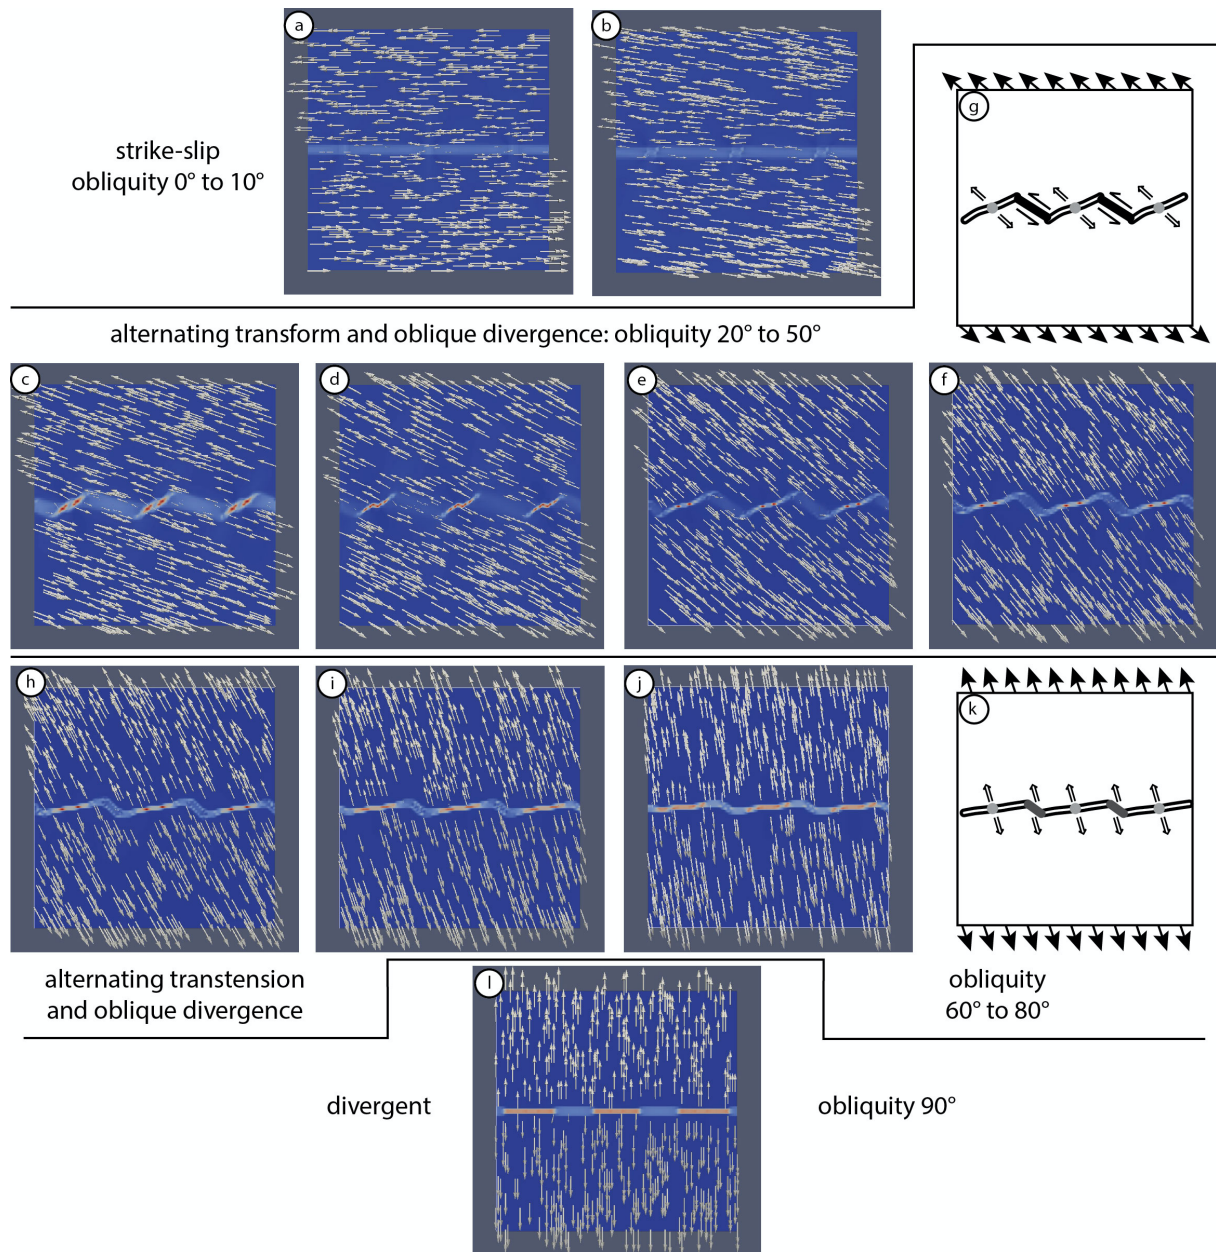 a
b
g
strike-slip
obliquity 0° to 10°
alternating transform and oblique divergence: obliquity 20° to 50°
c
d
e
f
h
i
j
k
alternating transtension
and oblique divergence
obliquity
60° to 80°
l
divergent
obliquity 90°